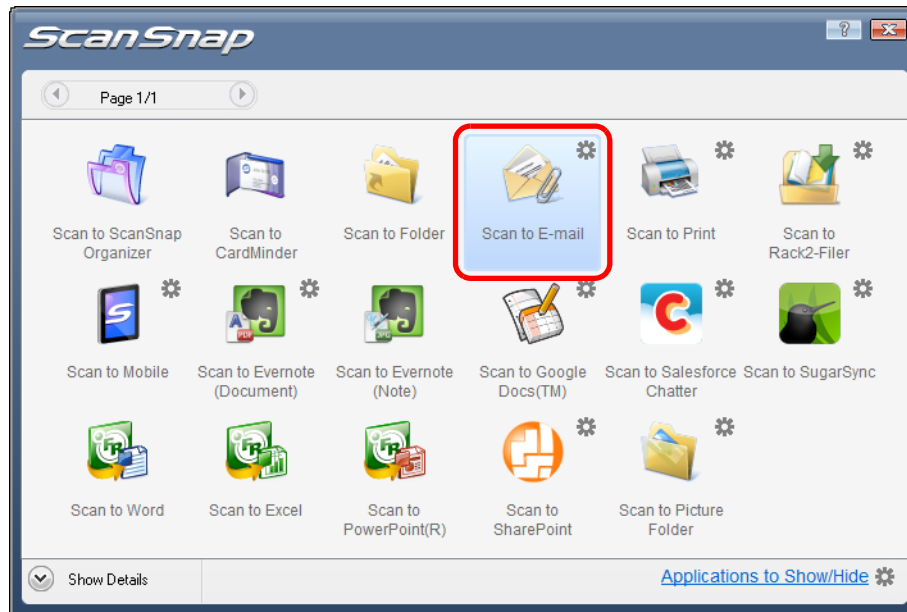 ScanSnap
Page 1/1
Scan to ScanSnap
Organizer
Scan to
CardMinder
Scan to Folder
Scan to E-mail
Scan to Print
Scan to
Rack2-Filer
Scan to Mobile
Scan to Evernote
(Document)
Scan to Evernote
(Note)
Scan to Google
Docs(TM)
Scan to Salesforce
Chatter
Scan to SugarSync
Scan to Word
Scan to Excel
Scan to
PowerPoint(R)
Scan to
SharePoint
Scan to Picture
Folder
Show Details
Applications to Show/Hide